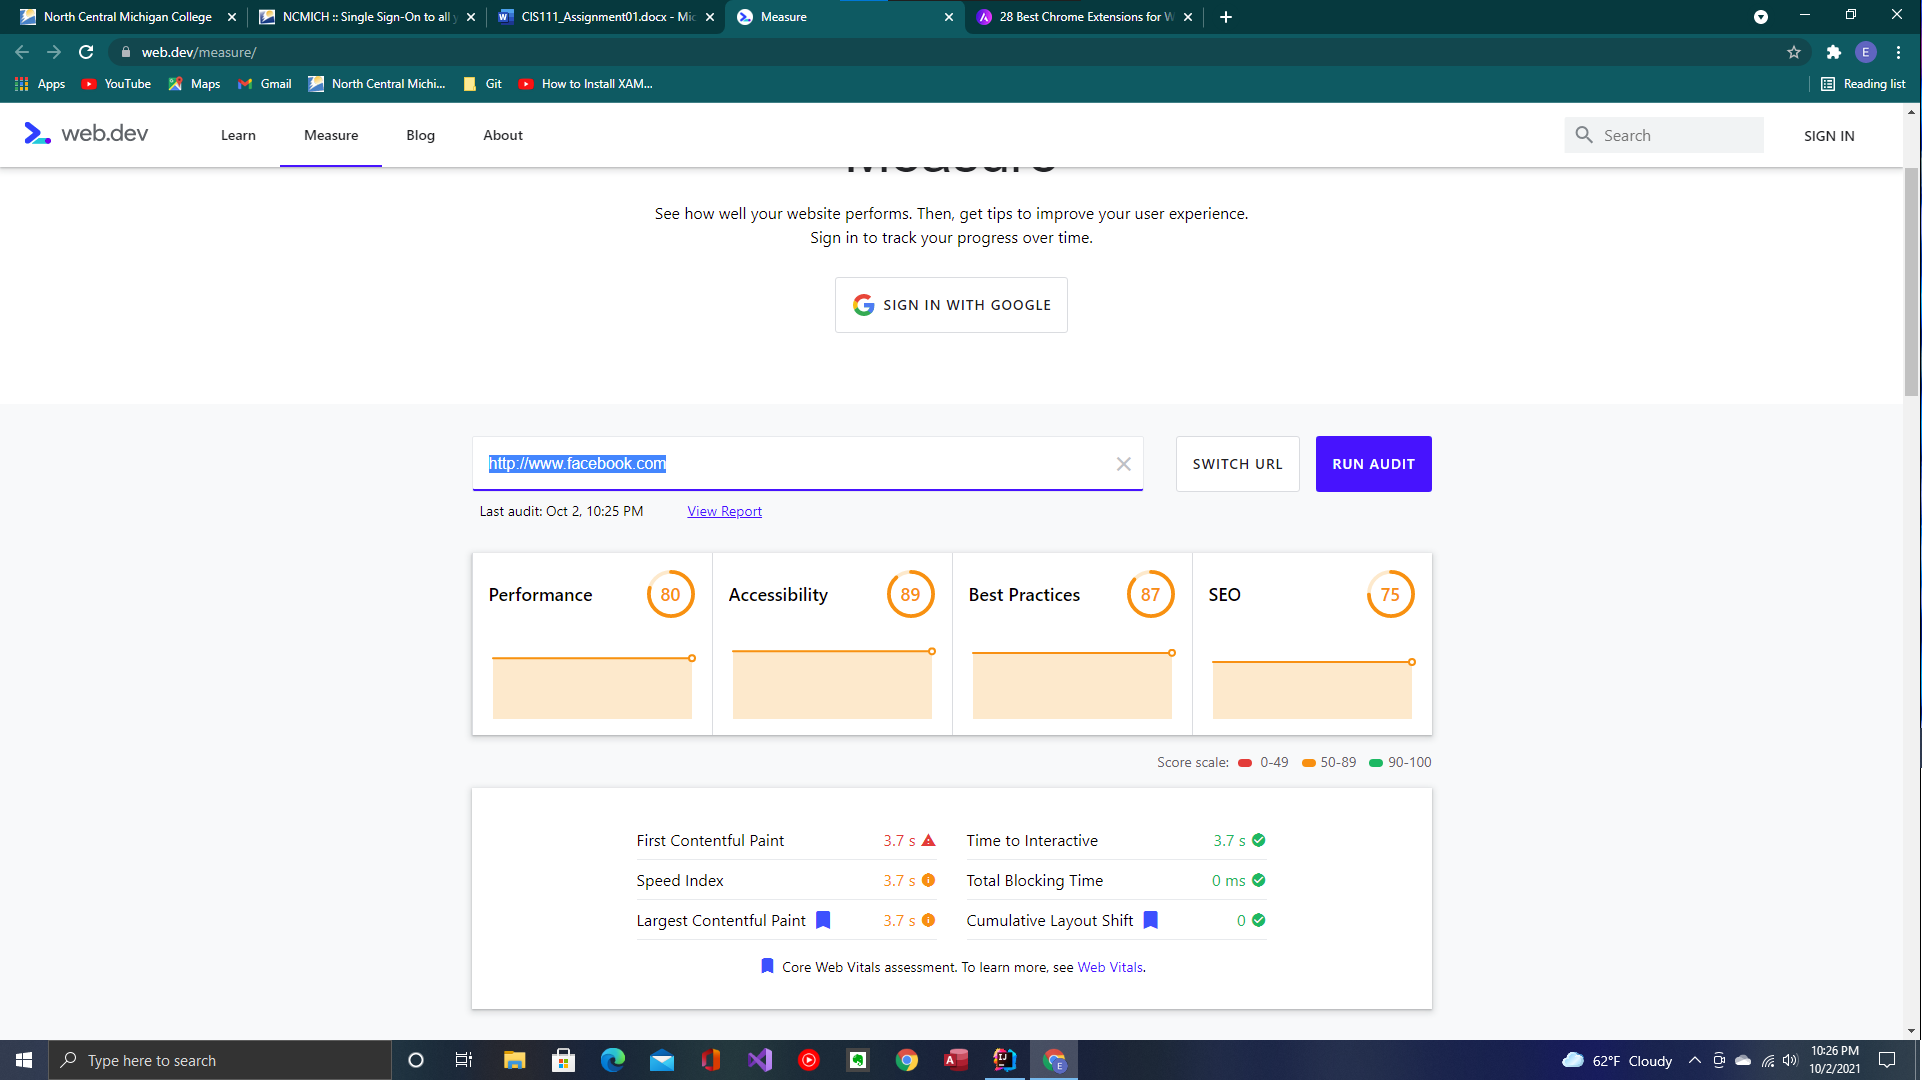 North Central Michigan College
NCMICH :: Single Sign-On to all
CIS111_Assignment01.docx - Mic
Measure
28 Best Chrome Extensions for W
web.dev/measure/
E
Apps
YouTube
Maps
Gmail
North Central Michi...
Git
How to Install XAM...
Reading list
web.dev
Learn
Measure
Blog
About
Search
SIGN IN
Measure
See how well your website performs. Then, get tips to improve your user experience.
Sign in to track your progress over time.
SIGN IN WITH GOOGLE
http://www.facebook.com
SWITCH URL
RUN AUDIT
Last audit: Oct 2, 10:25 PM
View Report
Performance 80
Accessibility 89
Best Practices 87
SEO 75
Score scale: 0-49 50-89 90-100
First Contentful Paint 3.7 s
Time to Interactive 3.7 s
Speed Index 3.7 s
Total Blocking Time 0 ms
Largest Contentful Paint 3.7 s
Cumulative Layout Shift 0
Core Web Vitals assessment. To learn more, see Web Vitals.
Type here to search
62°F Cloudy
10:26 PM
10/2/2021